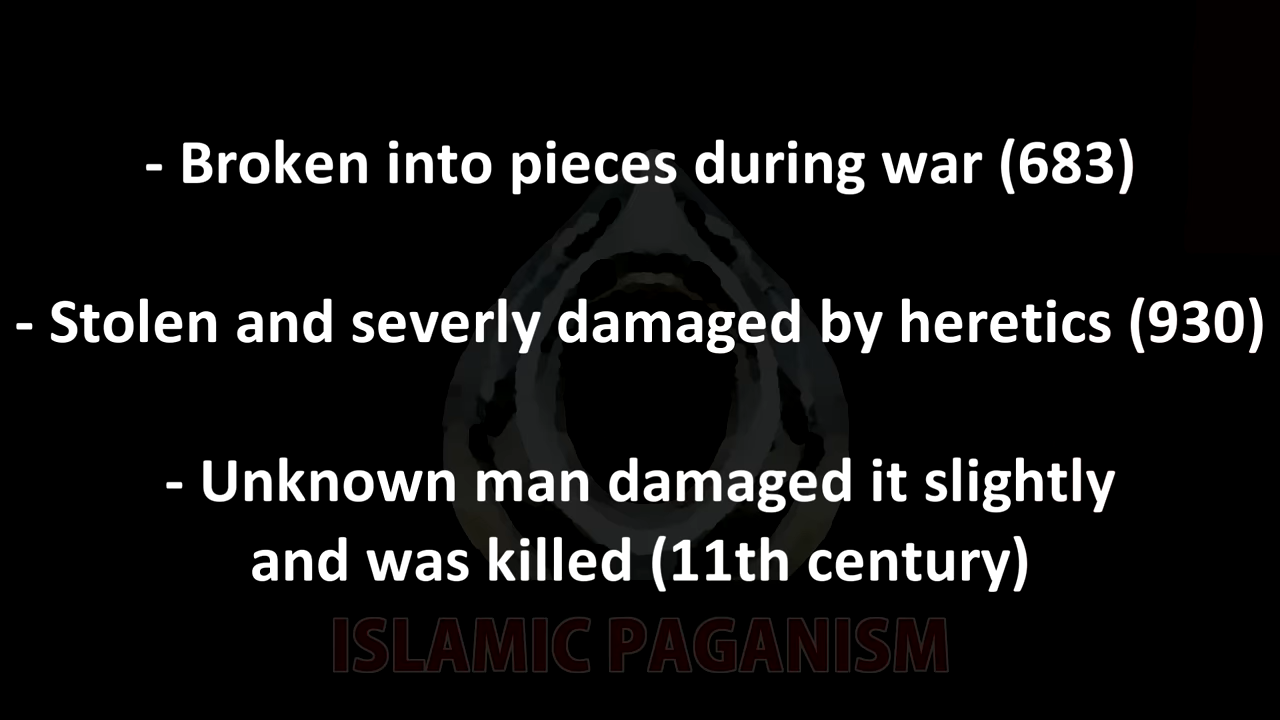 - Broken into pieces during war (683)
- Stolen and severly damaged by heretics (930)
- Unknown man damaged it slightly
and was killed (11th century)
ISLAMIC PAGANISM